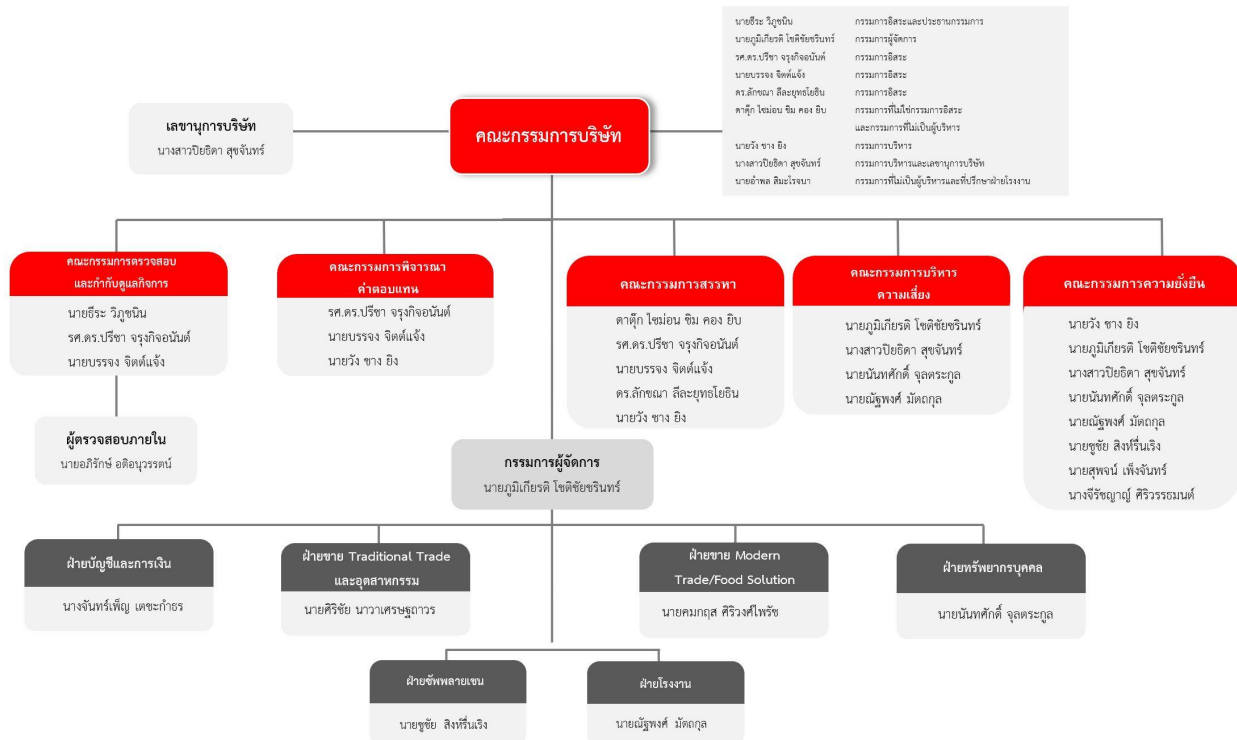 นายธีระ วิภูชนิน กรรมการอิสระและประธานกรรมการ
นายภูมิเกียรติ โชติชัยชรินทร์ กรรมการผู้จัดการ
รศ.ดร.ปรีชา จรุงกิจอนันต์ กรรมการอิสระ
นายบรรจง จิตต์แจ้ง กรรมการอิสระ
ดร.ลักขณา ลีละยุทธโยธิน กรรมการอิสระ
ดาตุ๊ก ไซม่อน ชิม คอง ยิบ กรรมการที่ไม่ใช่กรรมการอิสระ
และกรรมการที่ไม่เป็นผู้บริหาร
นายวัง ชาง ยิง กรรมการบริหาร
นางสาวปิยธิดา สุขจันทร์ กรรมการบริหารและเลขานุการบริษัท
นายอำพล สิมะโรจนา กรรมการที่ไม่เป็นผู้บริหารและที่ปรึกษาฝ่ายโรงงาน
เลขานุการบริษัท
นางสาวปิยธิดา สุขจันทร์
คณะกรรมการบริษัท
คณะกรรมการตรวจสอบ
และกำกับดูแลกิจการ
นายธีระ วิภูชนิน
รศ.ดร.ปรีชา จรุงกิจอนันต์
นายบรรจง จิตต์แจ้ง
คณะกรรมการพิจารณา
ค่าตอบแทน
รศ.ดร.ปรีชา จรุงกิจอนันต์
นายบรรจง จิตต์แจ้ง
นายวัง ชาง ยิง
คณะกรรมการสรรหา
ดาตุ๊ก ไซม่อน ชิม คอง ยิบ
รศ.ดร.ปรีชา จรุงกิจอนันต์
นายบรรจง จิตต์แจ้ง
ดร.ลักขณา ลีละยุทธโยธิน
นายวัง ชาง ยิง
คณะกรรมการบริหาร
ความเสี่ยง
นายภูมิเกียรติ โชติชัยชรินทร์
นางสาวปิยธิดา สุขจันทร์
นายนันทศักดิ์ จุลตระกูล
นายณัฐพงศ์ มัตถกุล
คณะกรรมการความยั่งยืน
นายวัง ชาง ยิง
นายภูมิเกียรติ โชติชัยชรินทร์
นางสาวปิยธิดา สุขจันทร์
นายนันทศักดิ์ จุลตระกูล
นายณัฐพงศ์ มัตถกุล
นายชูชัย สิงห์รื่นเริง
นายสุพจน์ เพ็งจันทร์
นางจีรัชญาญ์ ศิริวรรธมนต์
ผู้ตรวจสอบภายใน
นายอภิรักษ์ อติอนุวรรตน์
กรรมการผู้จัดการ
นายภูมิเกียรติ โชติชัยชรินทร์
ฝ่ายบัญชีและการเงิน
นางจันทร์เพ็ญ เตชะกำธร
ฝ่ายขาย Traditional Trade
และอุตสาหกรรม
นายศิริชัย นาวาเศรษฐถาวร
ฝ่ายขาย Modern
Trade/Food Solution
นายคมกฤส ศิริวงศ์ไพรัช
ฝ่ายทรัพยากรบุคคล
นายนันทศักดิ์ จุลตระกูล
ฝ่ายซัพพลายเชน
นายชูชัย สิงห์รื่นเริง
ฝ่ายโรงงาน
นายณัฐพงศ์ มัตถกุล